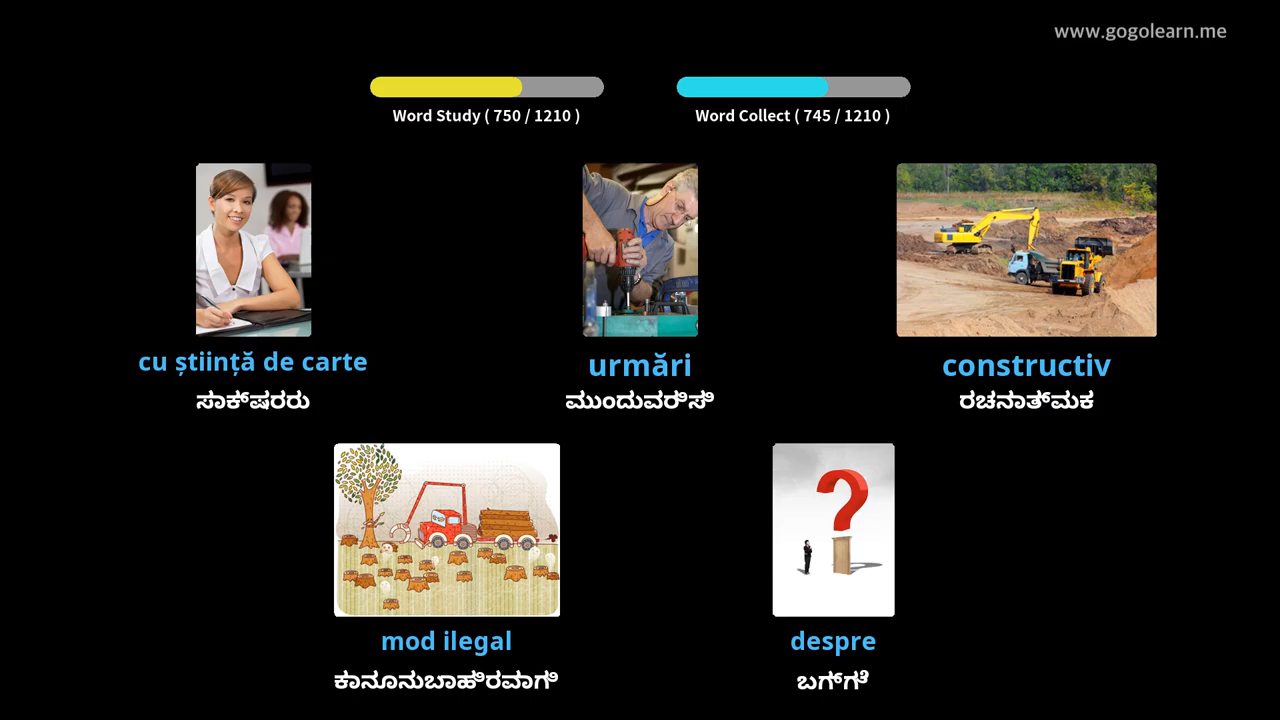 www.gogolearn.me
Word Study ( 750 / 1210 )
Word Collect ( 745 / 1210 )
cu știință de carte
ಸಾಕ್ಷರರು
urmări
ಮುಂದುವರಿಸಿ
constructiv
ರಚನಾತ್ಮಕ
mod ilegal
ಕಾನೂನುಬಾಹಿರವಾಗಿ
despre
ಬಗ್ಗೆ